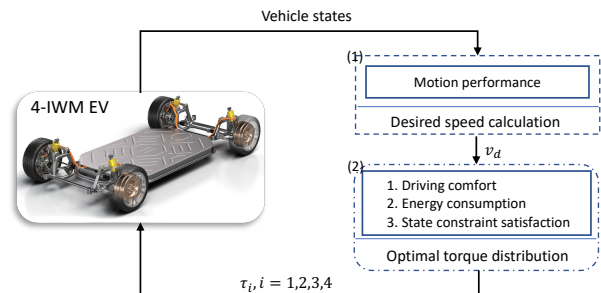 Vehicle states
(1)
4-IWM EV
Motion performance
Desired speed calculation
v_d
(2)
1. Driving comfort
2. Energy consumption
3. State constraint satisfaction
Optimal torque distribution
τ_i, i = 1,2,3,4